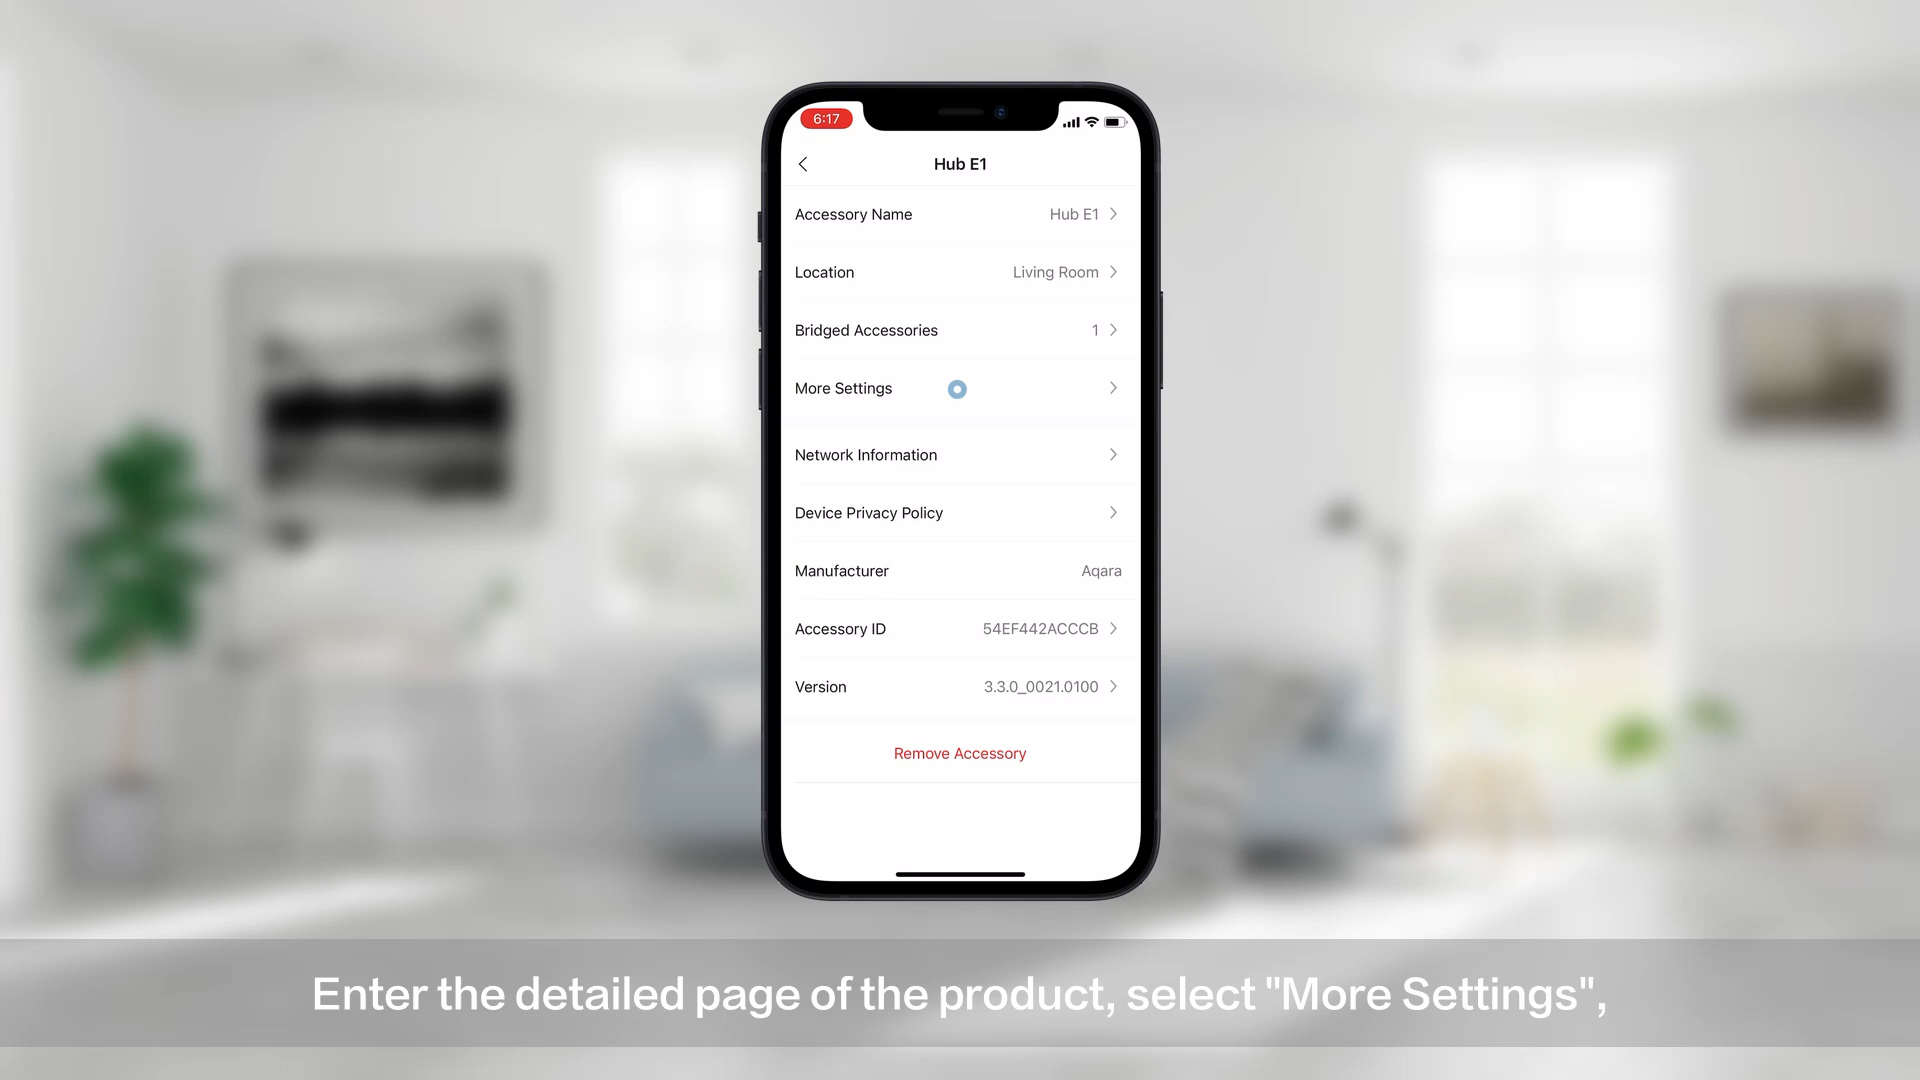 6:17
Hub E1
Accessory Name Hub E1
Location Living Room
Bridged Accessories 1
More Settings
Network Information
Device Privacy Policy
Manufacturer Aqara
Accessory ID 54EF442ACCCB
Version 3.3.0_0021.0100
Remove Accessory
Enter the detailed page of the product, select "More Settings",